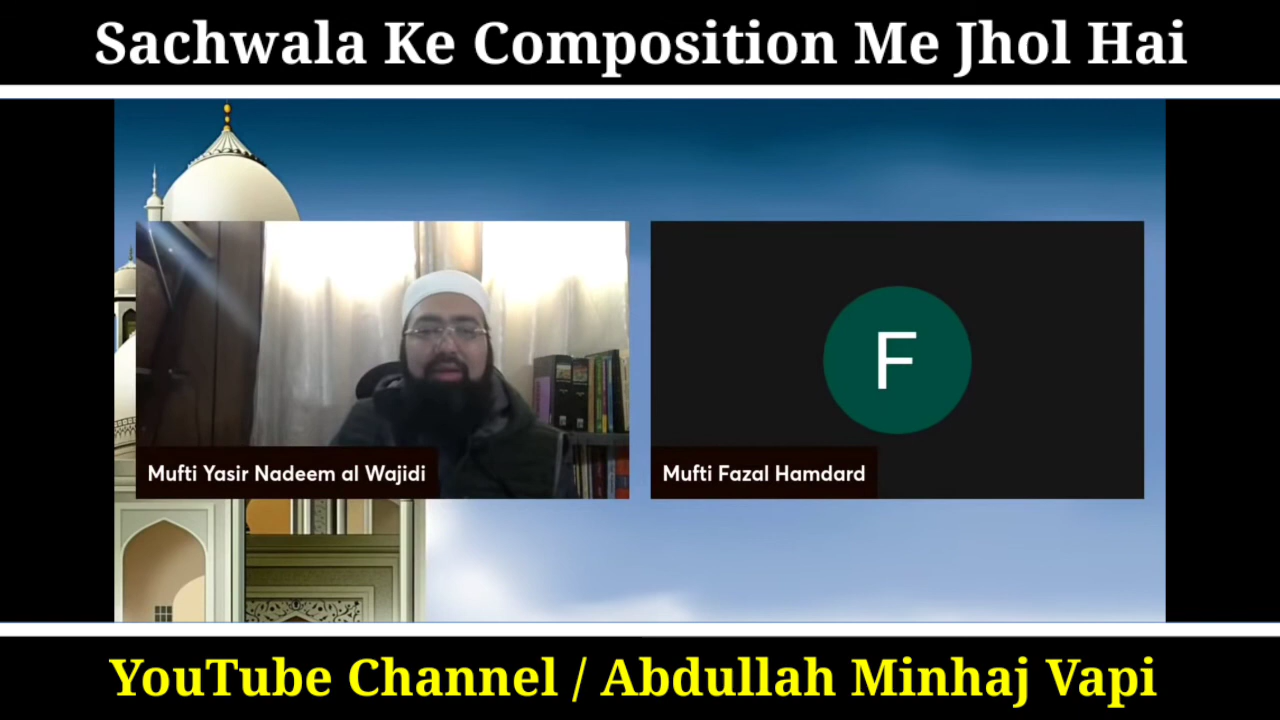 Sachwala Ke Composition Me Jhol Hai
F
Mufti Yasir Nadeem al Wajidi
Mufti Fazal Hamdard
YouTube Channel / Abdullah Minhaj Vapi